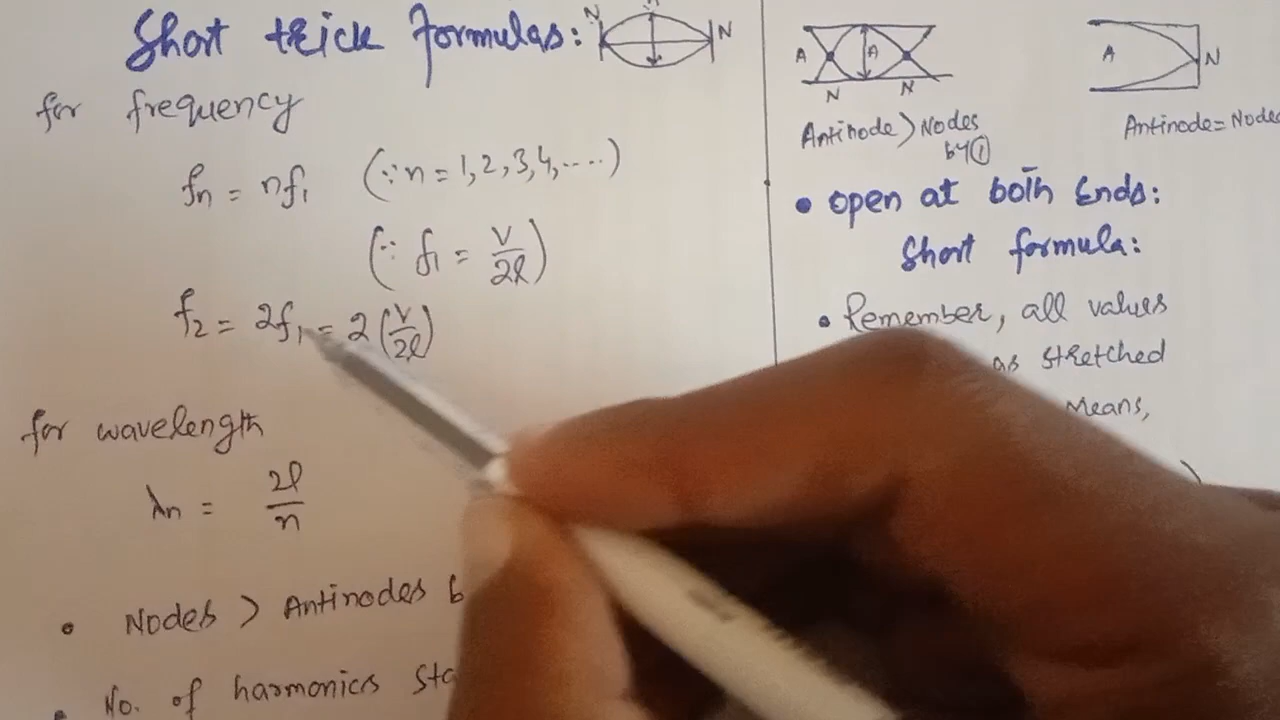 Short trick formulas:
N A N
for frequency
fn = nf1 (∵ n = 1,2,3,4,....)
(∵ f1 = V/2l)
f2 = 2f1 = 2(V/2l)
for wavelength
λn = 2l/n
• Nodes > Antinodes b
• No. of harmonics sta
A A
N N
Antinode > Nodes
by ①
A N
Antinode = Nodes
• open at both Ends:
Short formula:
• Remember, all values
as stretched
Means,